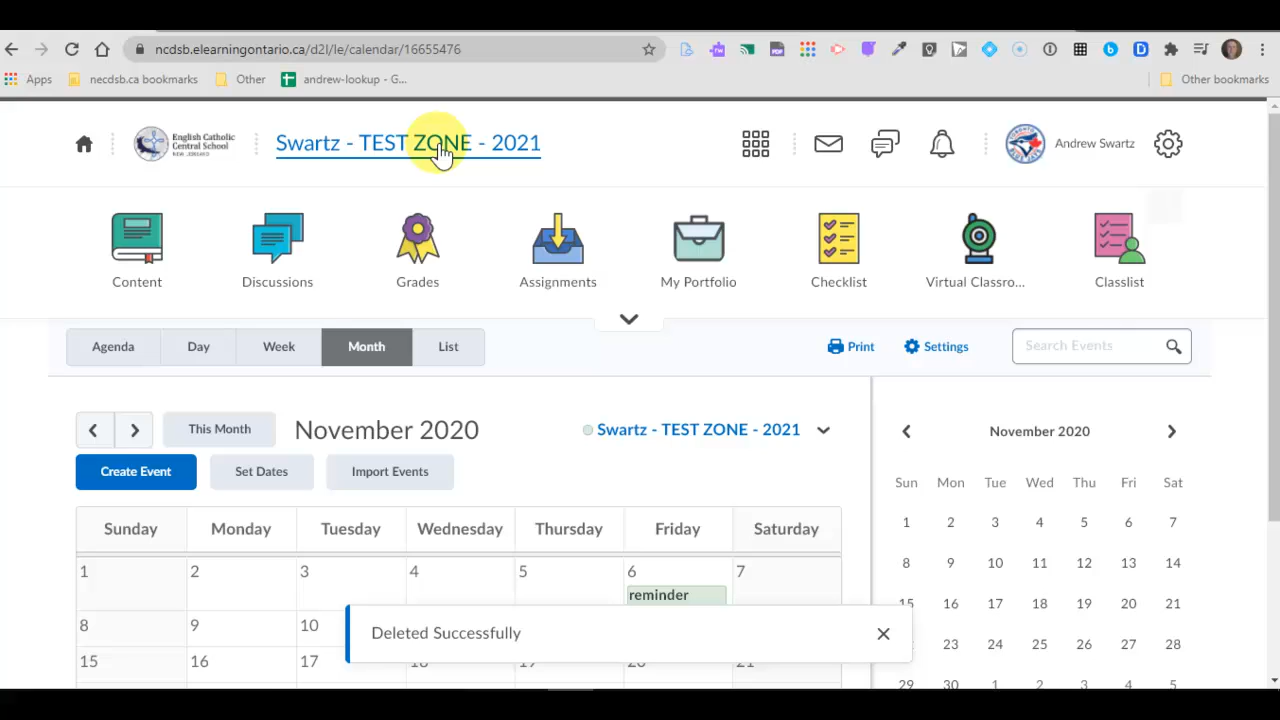 ncdsb.elearningontario.ca/d2l/le/calendar/16655476
Apps necdsb.ca bookmarks Other andrew-lookup - G... Other bookmarks
English Catholic
Central School
Swartz - TEST ZONE - 2021
Andrew Swartz
Content Discussions Grades Assignments My Portfolio Checklist Virtual Classro... Classlist
Agenda Day Week Month List Print Settings Search Events
This Month November 2020 Swartz - TEST ZONE - 2021
Create Event Set Dates Import Events
Sunday Monday Tuesday Wednesday Thursday Friday Saturday
1 2 3 4 5 6 7
reminder
8 9 10
15 16 17
Deleted Successfully
November 2020
Sun Mon Tue Wed Thu Fri Sat
1 2 3 4 5 6 7
8 9 10 11 12 13 14
15 16 17 18 19 20 21
23 24 25 26 27 28
29 30 1 2 3 4 5